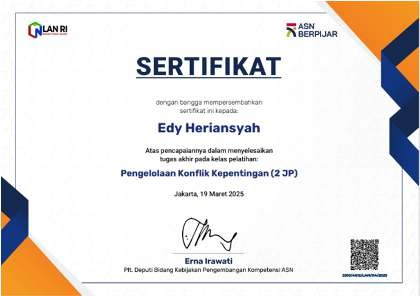 LAN RI
ASN
BERPIJAR
SERTIFIKAT
dengan bangga mempersembahkan
sertifikat ini kepada:
Edy Heriansyah
Atas pencapaiannya dalam menyelesaikan
tugas akhir pada kelas pelatihan:
Pengelolaan Konflik Kepentingan (2 JP)
Jakarta, 19 Maret 2025
Erna Irawati
Plt. Deputi Bidang Kebijakan Pengembangan Kompetensi ASN